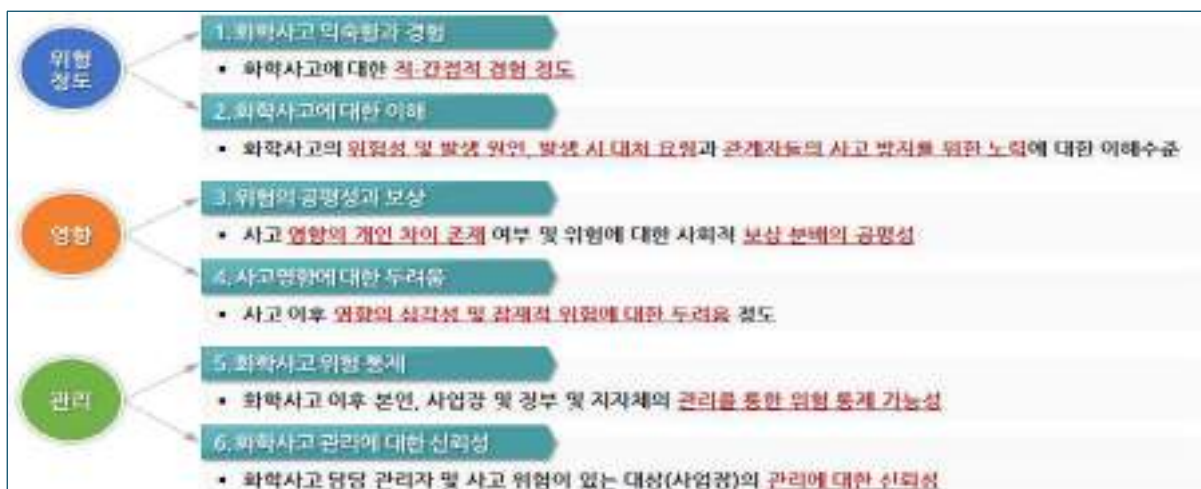 위험
정도
1. 화학사고 익숙함과 경험
• 화학사고에 대한 직·간접적 경험 정도
2. 화학사고에 대한 이해
• 화학사고의 위험성 및 발생 원인, 발생 시 대처 요령과 관계자들의 사고 방지를 위한 노력에 대한 이해수준
영향
3. 위험의 공평성과 보상
• 사고 영향의 개인 차이 존재 여부 및 위험에 대한 사회적 보상 분배의 공평성
4. 사고영향에 대한 두려움
• 사고 이후 영향의 심각성 및 잠재적 위험에 대한 두려움 정도
관리
5. 화학사고 위험 통제
• 화학사고 이후 본인, 사업장 및 정부 및 지자체의 관리를 통한 위험 통제 가능성
6. 화학사고 관리에 대한 신뢰성
• 화학사고 담당 관리자 및 사고 위험이 있는 대상(사업장)의 관리에 대한 신뢰성